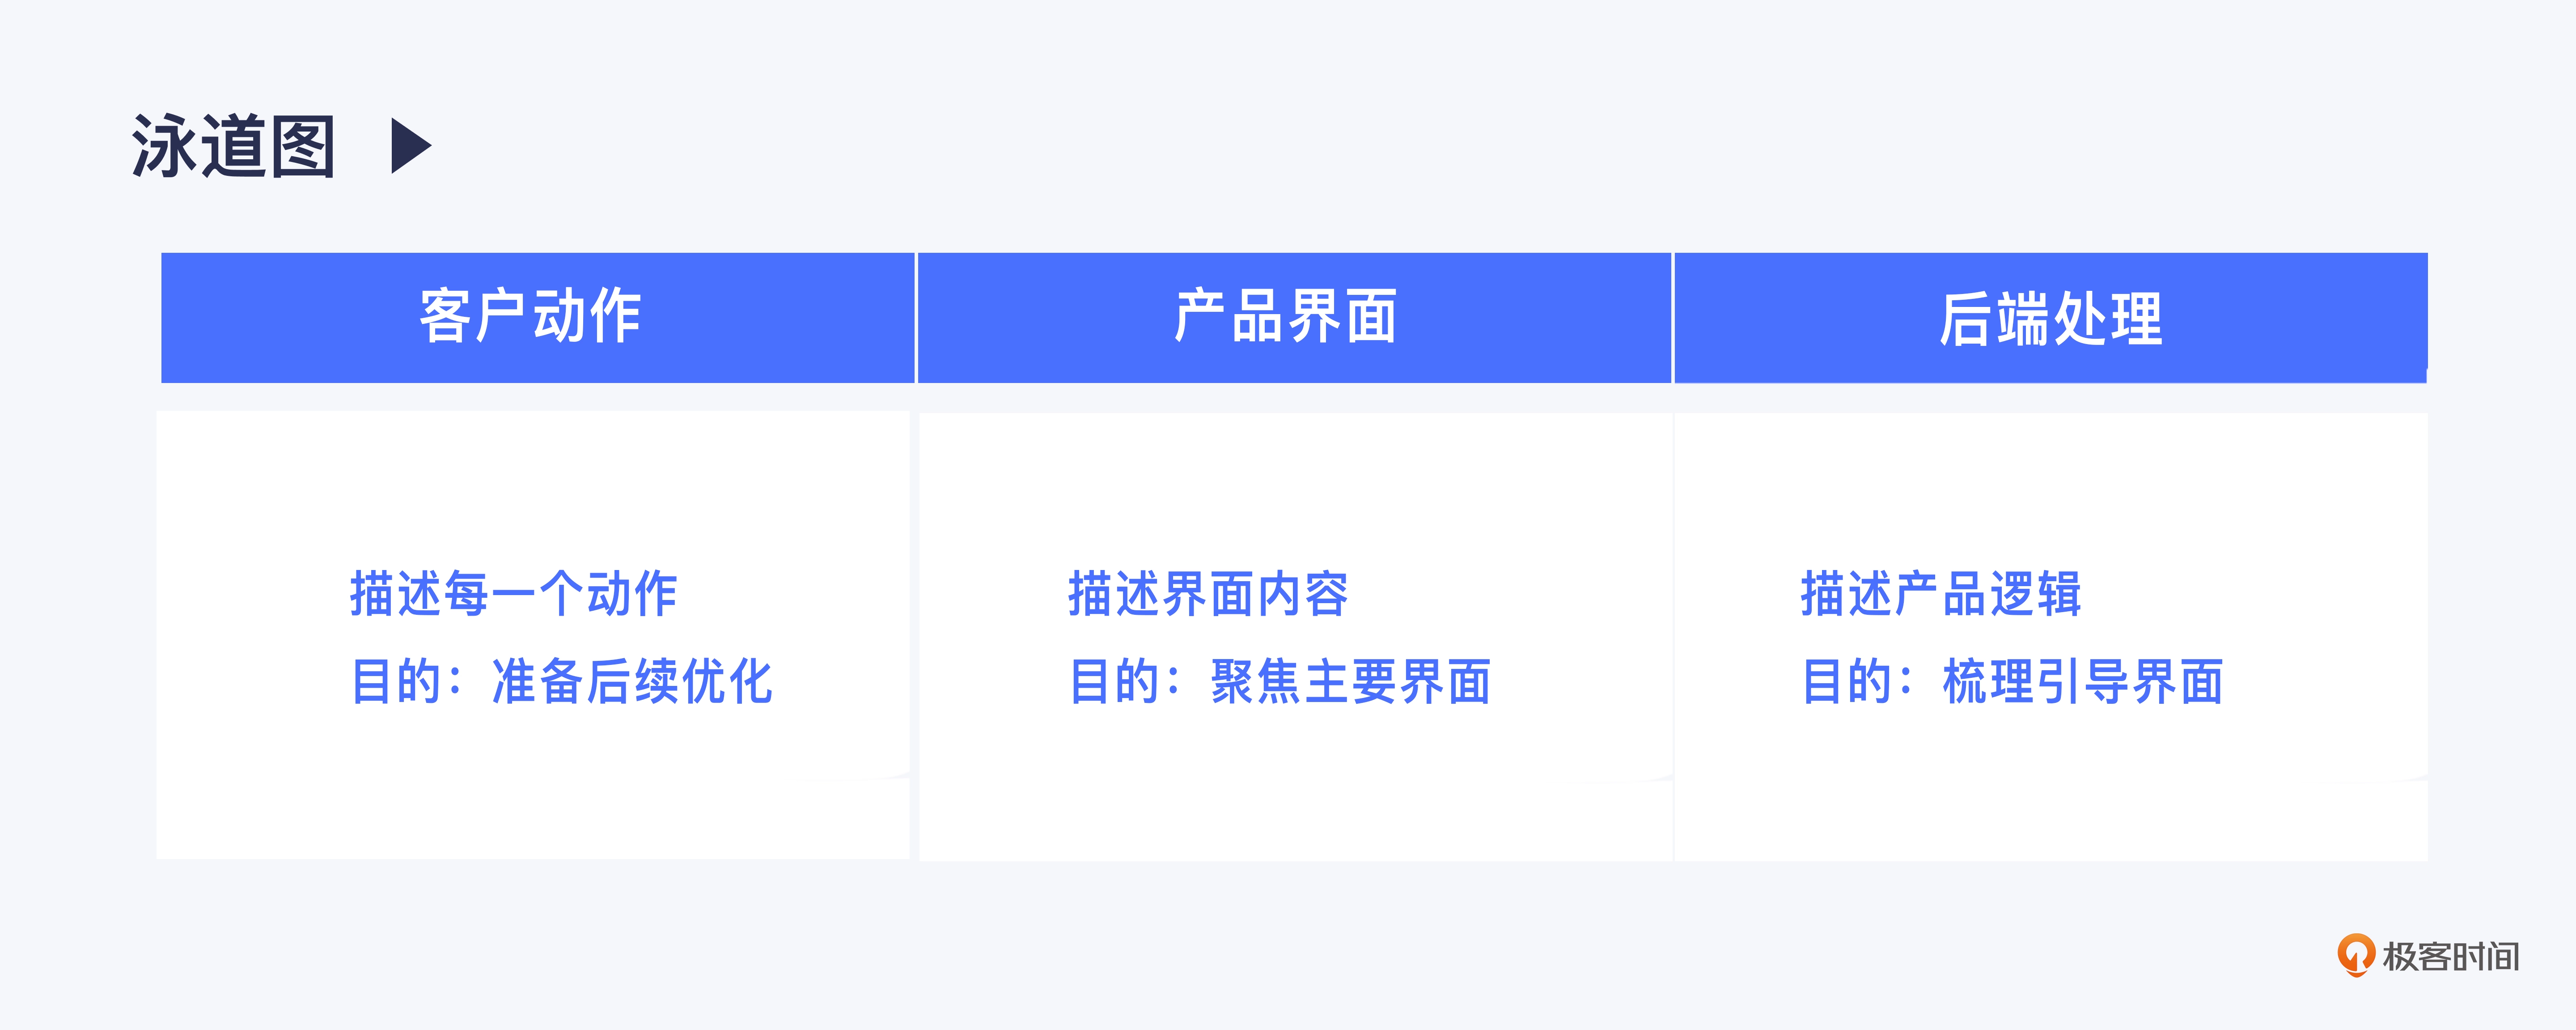 泳道图
客户动作
产品界面
后端处理
描述每一个动作
目的：准备后续优化
描述界面内容
目的：聚焦主要界面
描述产品逻辑
目的：梳理引导界面
极客时间